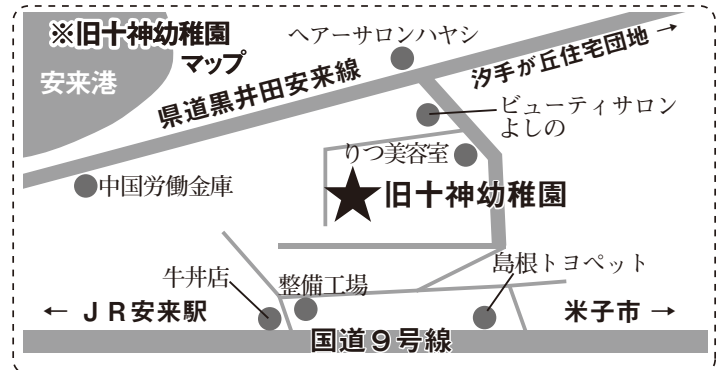 ※旧十神幼稚園
マップ
安来港
ヘアーサロンハヤシ
汐手が丘住宅団地 →
県道黒井田安来線
ビューティサロン
よしの
りつ美容室
中国労働金庫
旧十神幼稚園
島根トヨペット
牛丼店
整備工場
← ＪＲ安来駅
米子市 →
国道９号線